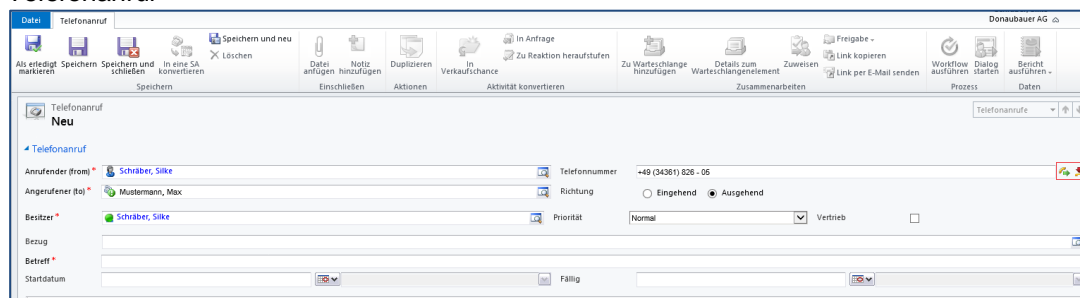 Telefonanruf
Datei Telefonanruf Donaubauer AG
Als erledigt markieren
Speichern
Speichern und schließen
In eine SA konvertieren
Speichern und neu
Löschen
Speichern
Datei anfügen
Notiz hinzufügen
Einschließen
Duplizieren
Aktionen
In Verkaufschance
In Anfrage
Zu Reaktion heraufstufen
Aktivität konvertieren
Zu Warteschlange hinzufügen
Details zum Warteschlangenelement
Zuweisen
Freigabe
Link kopieren
Link per E-Mail senden
Zusammenarbeiten
Workflow ausführen
Dialog starten
Prozess
Bericht ausführen
Daten
Telefonanruf
Neu
Telefonanrufe
Telefonanruf
Anrufender (from) * Schräber, Silke Telefonnummer +49 (34361) 826 - 05
Angerufener (to) * Mustermann, Max Richtung Eingehend Ausgehend
Besitzer * Schräber, Silke Priorität Normal Vertrieb
Bezug
Betreff *
Startdatum Fällig